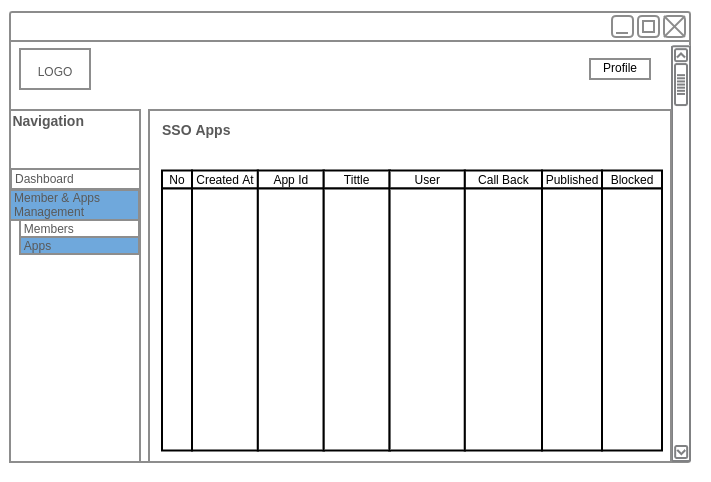 LOGO
Profile
Navigation
SSO Apps
Dashboard
Member & Apps
Management
Members
Apps
No Created At App Id Tittle User Call Back Published Blocked